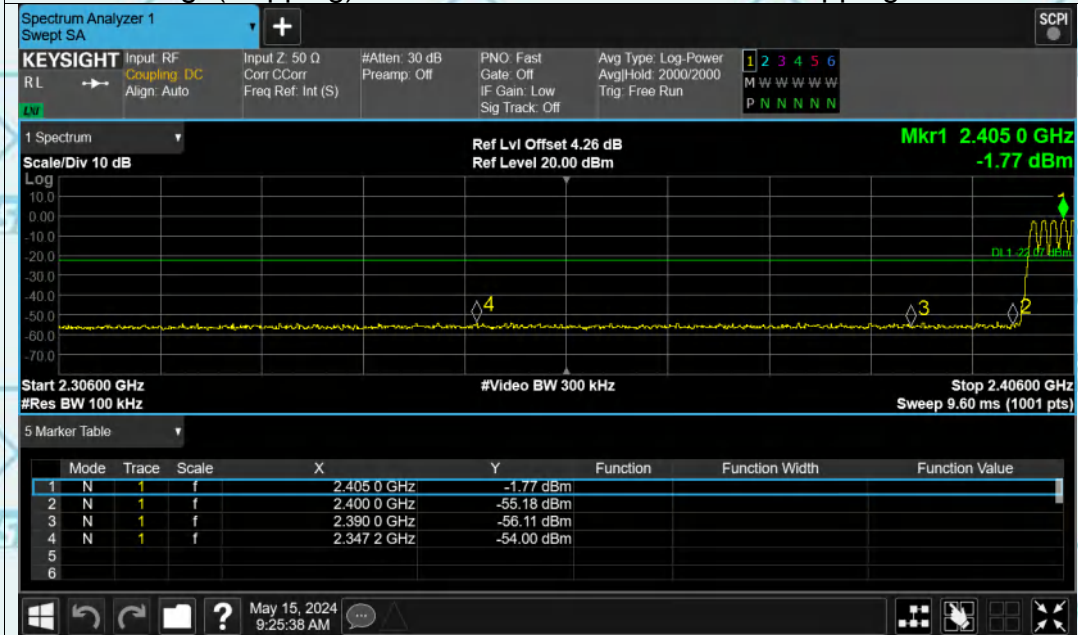 Spectrum Analyzer 1
Swept SA
+
SCPI
KEYSIGHT
RL
LNI
Input: RF
Coupling: DC
Align: Auto
Input Z: 50 Ω
Corr CCorr
Freq Ref: Int (S)
#Atten: 30 dB
Preamp: Off
PNO: Fast
Gate: Off
IF Gain: Low
Sig Track: Off
Avg Type: Log-Power
Avg|Hold: 2000/2000
Trig: Free Run
1 2 3 4 5 6
M W W W W W W
P N N N N N
1 Spectrum
Scale/Div 10 dB
Ref Lvl Offset 4.26 dB
Ref Level 20.00 dBm
Mkr1 2.405 0 GHz
-1.77 dBm
Log
10.0
0.00
-10.0
-20.0
-30.0
-40.0
-50.0
-60.0
-70.0
1
DL1 -22.07 dBm
4
3
2
Start 2.30600 GHz
#Video BW 300 kHz
Stop 2.40600 GHz
#Res BW 100 kHz
Sweep 9.60 ms (1001 pts)
5 Marker Table
Mode Trace Scale X Y Function Function Width Function Value
1 N 1 f 2.405 0 GHz -1.77 dBm
2 N 1 f 2.400 0 GHz -55.18 dBm
3 N 1 f 2.390 0 GHz -56.11 dBm
4 N 1 f 2.347 2 GHz -54.00 dBm
5
6
?
May 15, 2024
9:25:38 AM